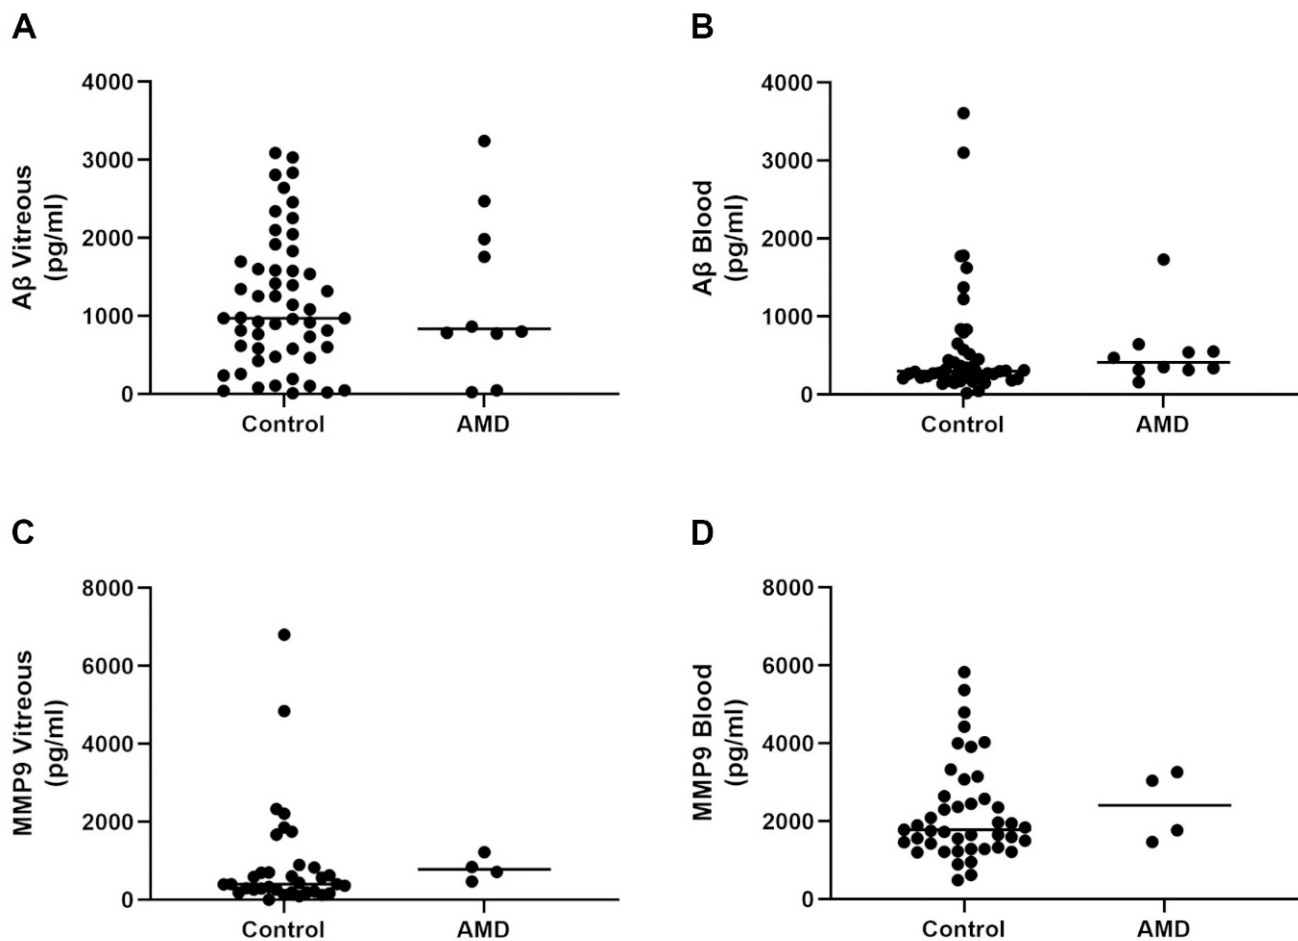 A
Aβ Vitreous
(pg/ml)
4000
3000
2000
1000
0
Control
AMD
B
Aβ Blood
(pg/ml)
4000
3000
2000
1000
0
Control
AMD
C
MMP9 Vitreous
(pg/ml)
8000
6000
4000
2000
0
Control
AMD
D
MMP9 Blood
(pg/ml)
8000
6000
4000
2000
0
Control
AMD